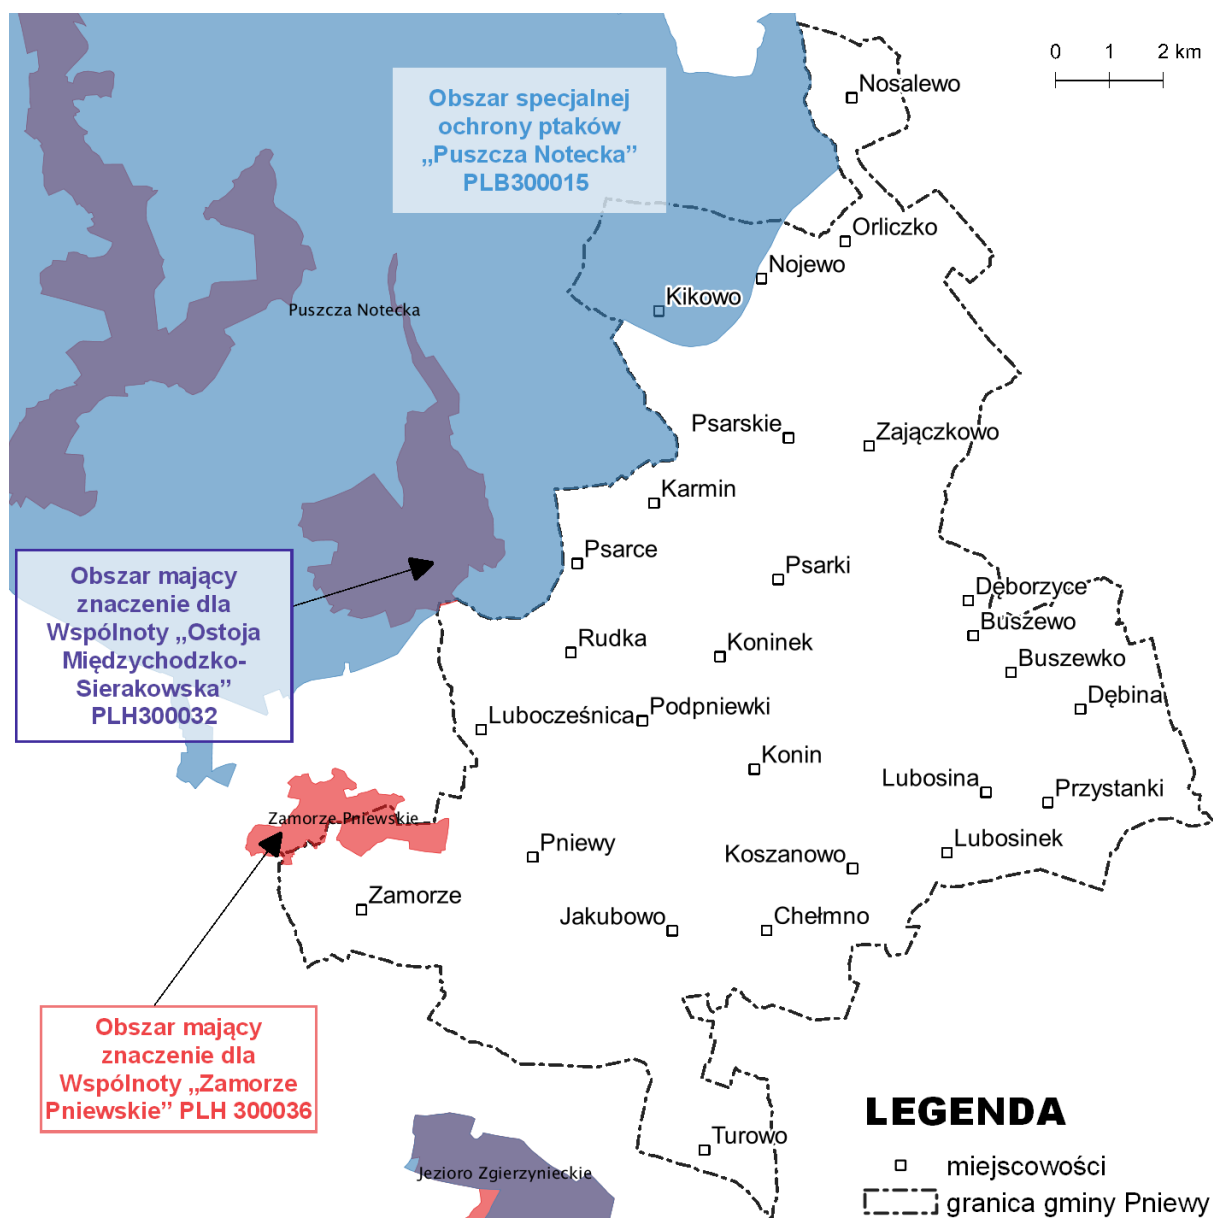 0 1 2 km
Nosalewo
Obszar specjalnej
ochrony ptaków
„Puszcza Notecka”
PLB300015
Orliczko
Nojewo
Kikowo
Puszcza Notecka
Psarskie
Zajączkowo
Karmin
Psarce
Psarki
Obszar mający
znaczenie dla
Wspólnoty „Ostoja
Międzychodzko-
Sierakowska”
PLH300032
Dęborzyce
Buszewo
Rudka
Koninek
Buszewko
Dębina
Lubocześnica
Podpniewki
Konin
Lubosina
Przystanki
Zamorze Pniewskie
Pniewy
Koszanowo
Lubosinek
Zamorze
Jakubowo
Chełmno
Obszar mający
znaczenie dla
Wspólnoty „Zamorze
Pniewskie” PLH 300036
Turowo
Jezioro Zgierzynieckie
LEGENDA
miejscowości
granica gminy Pniewy